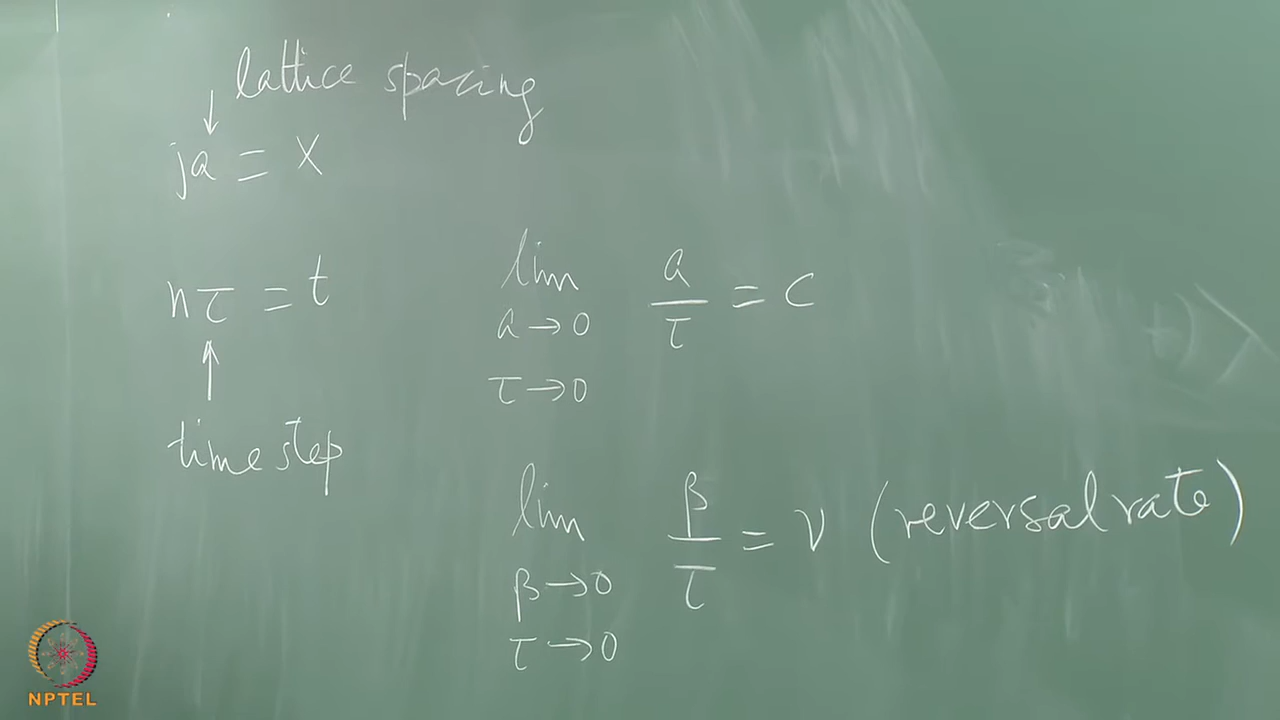 lattice spacing
↓
ja = x
nτ = t
↑
time step
lim a/τ = c
a → 0
τ → 0
lim β/τ = ν (reversal rate)
β → 0
τ → 0
NPTEL